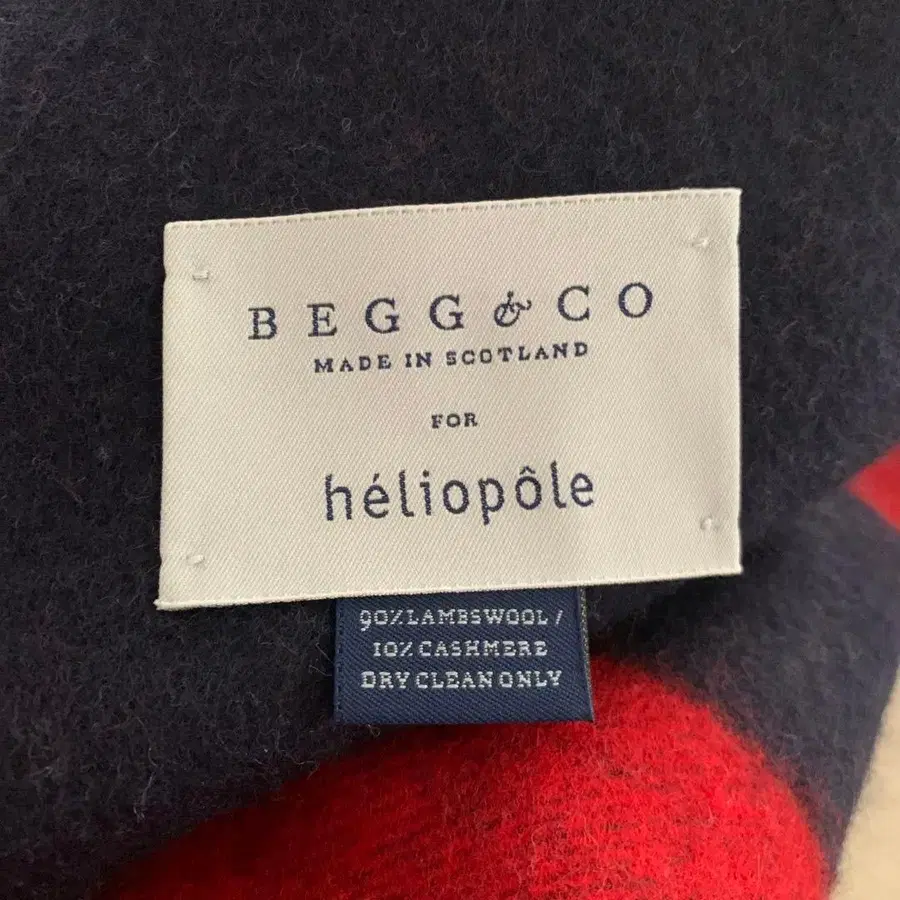 BEGG & CO
MADE IN SCOTLAND
FOR
héliopôle
90% LAMBSWOOL /
10% CASHMERE
DRY CLEAN ONLY